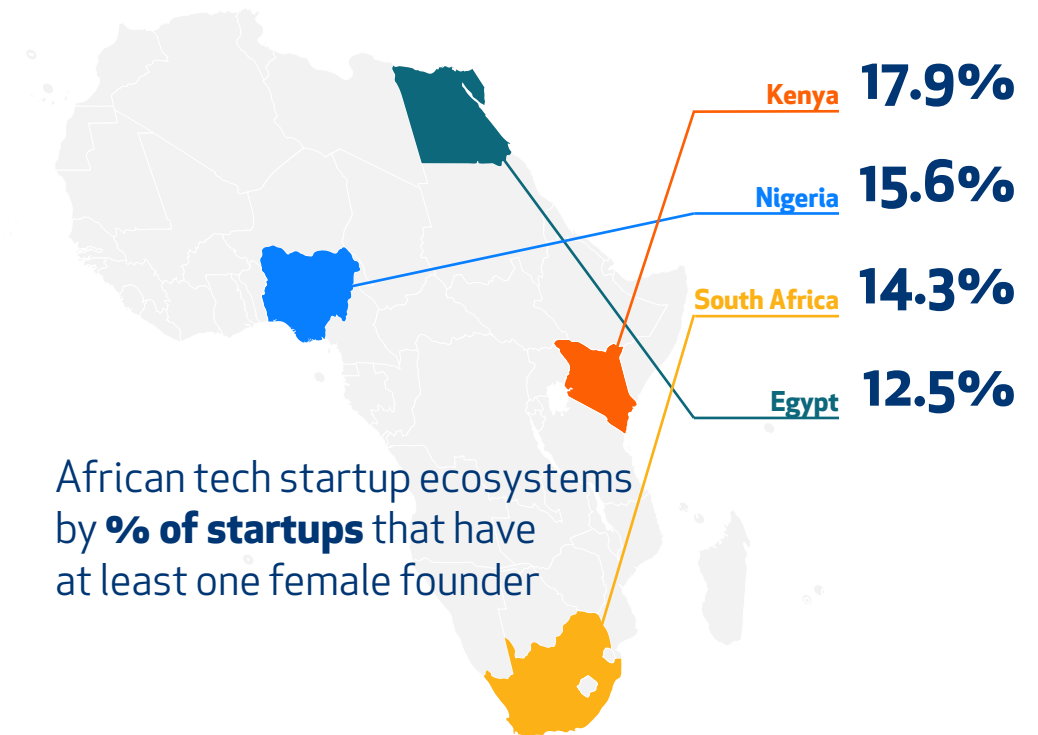 Kenya 17.9%
Nigeria 15.6%
South Africa 14.3%
Egypt 12.5%
African tech startup ecosystems
by % of startups that have
at least one female founder